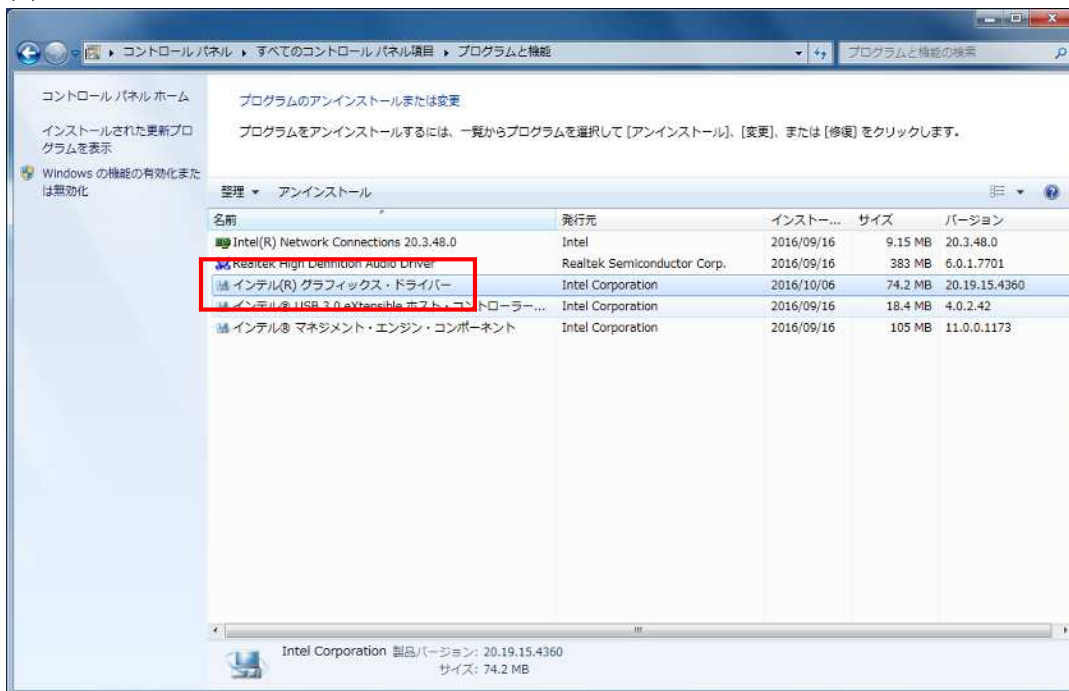 コントロール パネル ▸ すべてのコントロール パネル項目 ▸ プログラムと機能
プログラムと機能の検索
コントロール パネル ホーム
インストールされた更新プロ
グラムを表示
Windows の機能の有効化また
は無効化
プログラムのアンインストールまたは変更
プログラムをアンインストールするには、一覧からプログラムを選択して [アンインストール]、[変更]、または [修復] をクリックします。
整理 ▼ アンインストール
名前 発行元 インストー... サイズ バージョン
Intel(R) Network Connections 20.3.48.0 Intel 2016/09/16 9.15 MB 20.3.48.0
Realtek High Definition Audio Driver Realtek Semiconductor Corp. 2016/09/16 383 MB 6.0.1.7701
インテル(R) グラフィックス・ドライバー Intel Corporation 2016/10/06 74.2 MB 20.19.15.4360
インテル® USB 3.0 eXtensible ホスト・コントローラー... Intel Corporation 2016/09/16 18.4 MB 4.0.2.42
インテル® マネジメント・エンジン・コンポーネント Intel Corporation 2016/09/16 105 MB 11.0.0.1173
Intel Corporation 製品バージョン: 20.19.15.4360
サイズ: 74.2 MB